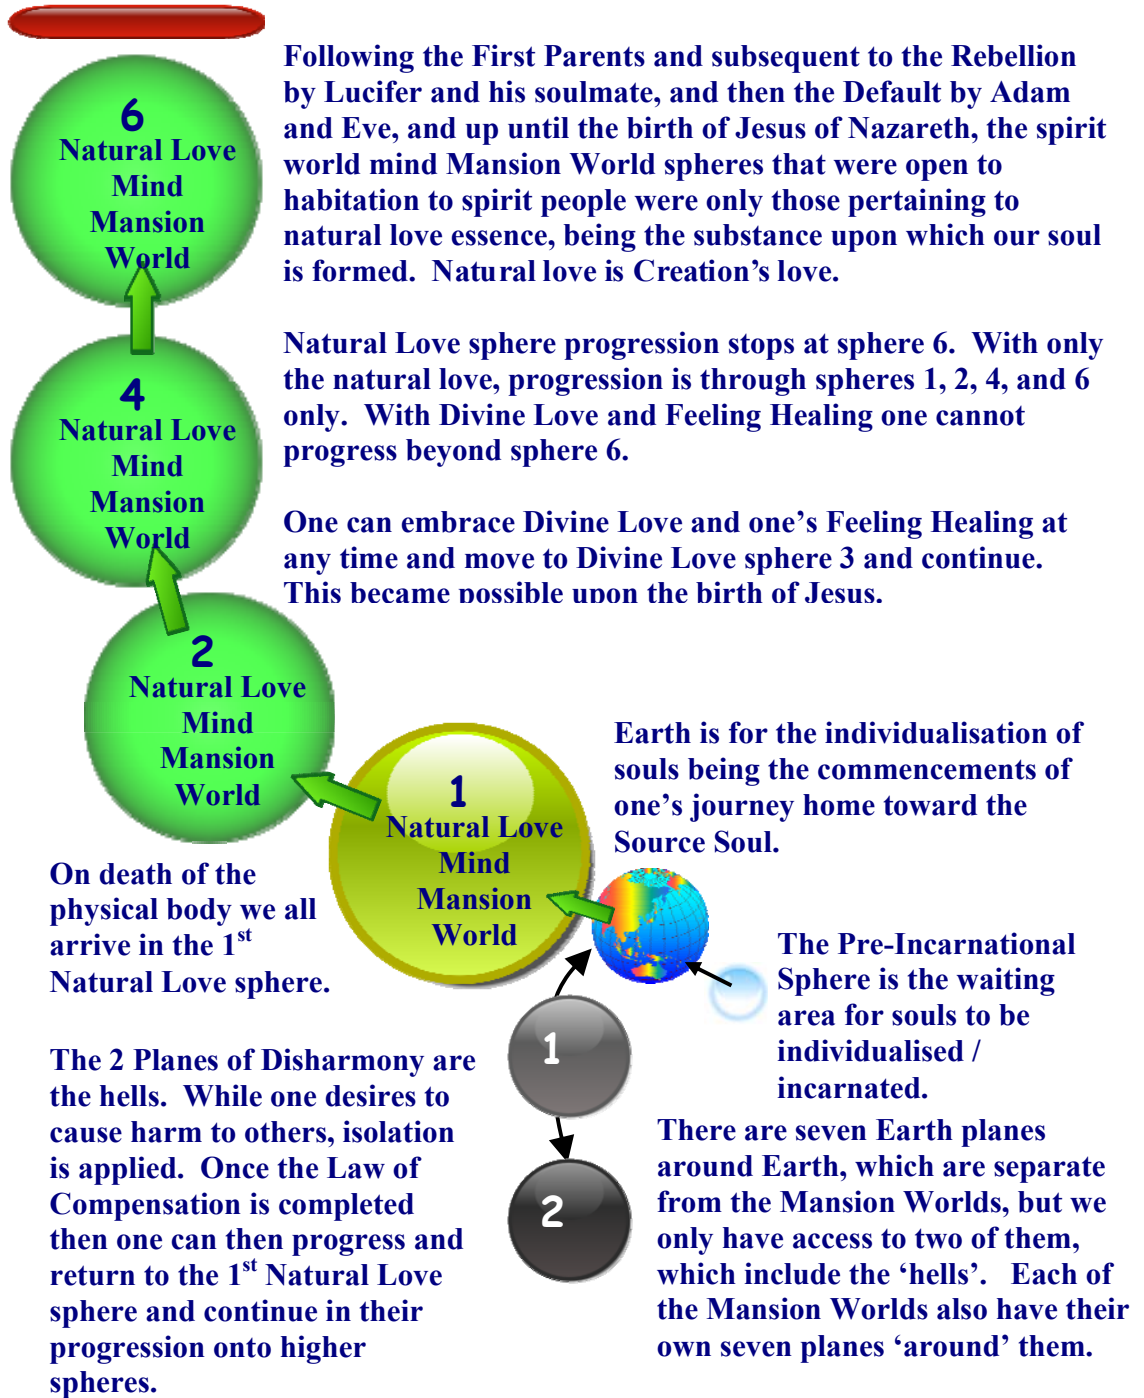 Following the First Parents and subsequent to the Rebellion
by Lucifer and his soulmate, and then the Default by Adam
and Eve, and up until the birth of Jesus of Nazareth, the spirit
world mind Mansion World spheres that were open to
habitation to spirit people were only those pertaining to
natural love essence, being the substance upon which our soul
is formed.  Natural love is Creation’s love.
6
Natural Love
Mind
Mansion
World
Natural Love sphere progression stops at sphere 6.  With only
the natural love, progression is through spheres 1, 2, 4, and 6
only.  With Divine Love and Feeling Healing one cannot
progress beyond sphere 6.
4
Natural Love
Mind
Mansion
World
One can embrace Divine Love and one’s Feeling Healing at
any time and move to Divine Love sphere 3 and continue.
This became possible upon the birth of Jesus.
2
Natural Love
Mind
Mansion
World
1
Natural Love
Mind
Mansion
World
Earth is for the individualisation of
souls being the commencements of
one’s journey home toward the
Source Soul.
On death of the
physical body we all
arrive in the 1st
Natural Love sphere.
The Pre-Incarnational
Sphere is the waiting
area for souls to be
individualised /
incarnated.
1
2
The 2 Planes of Disharmony are
the hells.  While one desires to
cause harm to others, isolation
is applied.  Once the Law of
Compensation is completed
then one can then progress and
return to the 1st Natural Love
sphere and continue in their
progression onto higher
spheres.
There are seven Earth planes
around Earth, which are separate
from the Mansion Worlds, but we
only have access to two of them,
which include the ‘hells’.   Each of
the Mansion Worlds also have their
own seven planes ‘around’ them.